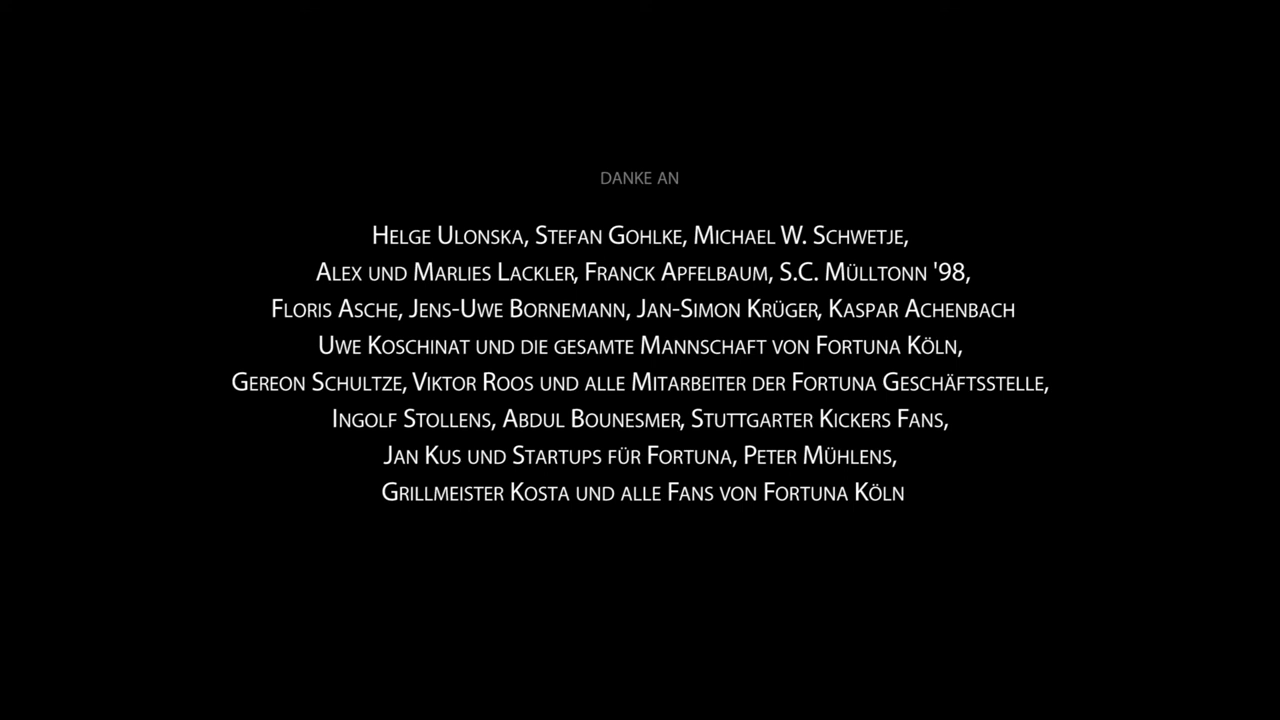 DANKE AN
HELGE ULONSKA, STEFAN GOHLKE, MICHAEL W. SCHWETJE,
ALEX UND MARLIES LACKLER, FRANCK APFELBAUM, S.C. MÜLLTONN '98,
FLORIS ASCHE, JENS-UWE BORNEMANN, JAN-SIMON KRÜGER, KASPAR ACHENBACH
UWE KOSCHINAT UND DIE GESAMTE MANNSCHAFT VON FORTUNA KÖLN,
GEREON SCHULTZE, VIKTOR ROOS UND ALLE MITARBEITER DER FORTUNA GESCHÄFTSSTELLE,
INGOLF STOLLENS, ABDUL BOUNESMER, STUTTGARTER KICKERS FANS,
JAN KUS UND STARTUPS FÜR FORTUNA, PETER MÜHLENS,
GRILLMEISTER KOSTA UND ALLE FANS VON FORTUNA KÖLN